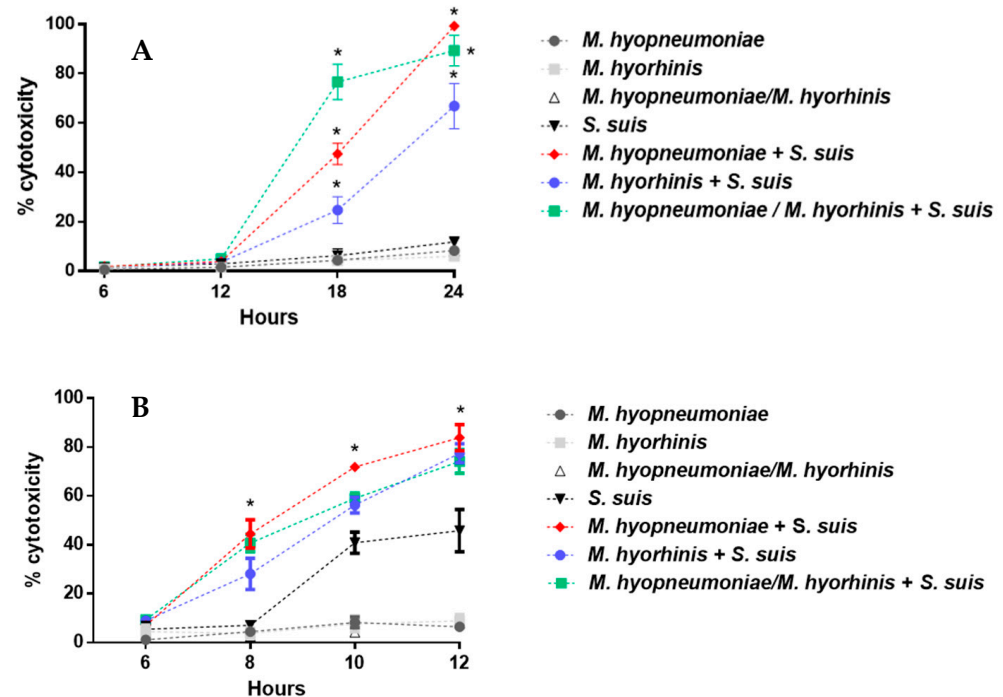 A
% cytotoxicity
100
80
60
40
20
0
6 12 18 24
Hours
* * * * * *
M. hyopneumoniae
M. hyorhinis
M. hyopneumoniae/M. hyorhinis
S. suis
M. hyopneumoniae + S. suis
M. hyorhinis + S. suis
M. hyopneumoniae / M. hyorhinis + S. suis
B
% cytotoxicity
100
80
60
40
20
0
6 8 10 12
Hours
* * *
M. hyopneumoniae
M. hyorhinis
M. hyopneumoniae/M. hyorhinis
S. suis
M. hyopneumoniae + S. suis
M. hyorhinis + S. suis
M. hyopneumoniae/M. hyorhinis + S. suis